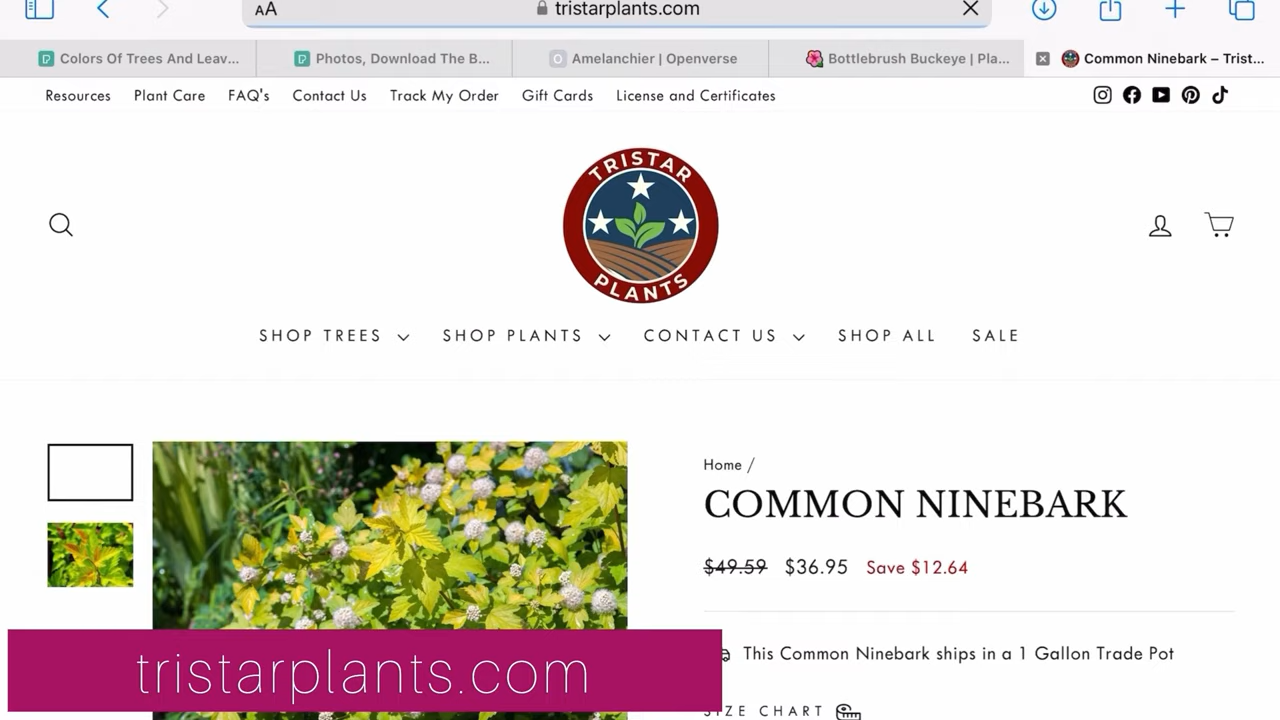 AA
tristarplants.com
Colors Of Trees And Leav...
Photos, Download The B...
Amelanchier | Openverse
Bottlebrush Buckeye | Pla...
Common Ninebark – Trist...
Resources
Plant Care
FAQ's
Contact Us
Track My Order
Gift Cards
License and Certificates
TRISTAR
PLANTS
SHOP TREES
SHOP PLANTS
CONTACT US
SHOP ALL
SALE
Home /
COMMON NINEBARK
$49.59 $36.95 Save $12.64
This Common Ninebark ships in a 1 Gallon Trade Pot
SIZE CHART
tristarplants.com